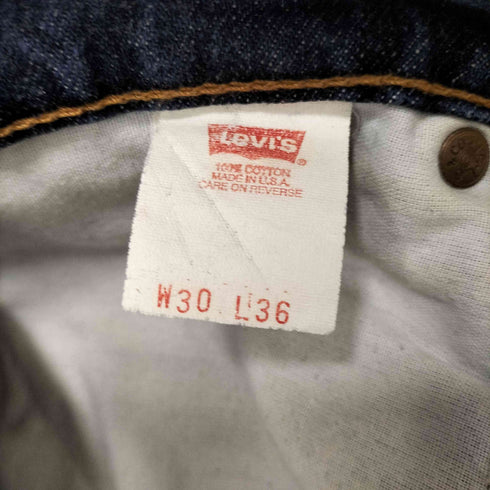 LEVI'S ®
100% COTTON
MADE IN U.S.A.
CARE ON REVERSE
W30 L36